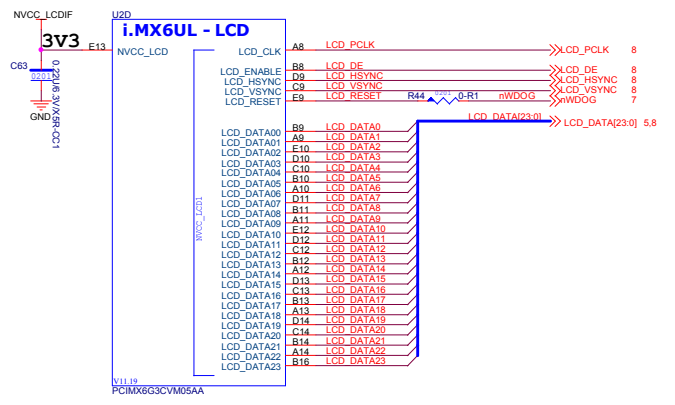 NVCC_LCDIF
U2D
3V3
i.MX6UL - LCD
E13
NVCC_LCD
C63
0201
0.22U6.3V/X5R-CC1
GND
NVCC_LCD1
LCD_CLK A8 LCD_PCLK LCD_PCLK 8
LCD_ENABLE B8 LCD_DE LCD_DE 8
LCD_HSYNC D9 LCD_HSYNC LCD_HSYNC 8
LCD_VSYNC C9 LCD_VSYNC LCD_VSYNC 8
LCD_RESET E9 LCD_RESET R44 0201 0-R1 nWDOG nWDOG 7
LCD_DATA[23:0] LCD_DATA[23:0] 5,8
LCD_DATA00 B9 LCD_DATA0
LCD_DATA01 A9 LCD_DATA1
LCD_DATA02 E10 LCD_DATA2
LCD_DATA03 D10 LCD_DATA3
LCD_DATA04 C10 LCD_DATA4
LCD_DATA05 B10 LCD_DATA5
LCD_DATA06 A10 LCD_DATA6
LCD_DATA07 D11 LCD_DATA7
LCD_DATA08 B11 LCD_DATA8
LCD_DATA09 A11 LCD_DATA9
LCD_DATA10 E12 LCD_DATA10
LCD_DATA11 D12 LCD_DATA11
LCD_DATA12 C12 LCD_DATA12
LCD_DATA13 B12 LCD_DATA13
LCD_DATA14 A12 LCD_DATA14
LCD_DATA15 D13 LCD_DATA15
LCD_DATA16 C13 LCD_DATA16
LCD_DATA17 B13 LCD_DATA17
LCD_DATA18 A13 LCD_DATA18
LCD_DATA19 D14 LCD_DATA19
LCD_DATA20 C14 LCD_DATA20
LCD_DATA21 B14 LCD_DATA21
LCD_DATA22 A14 LCD_DATA22
LCD_DATA23 B16 LCD_DATA23
V11.19
PCIMX6G3CVM05AA